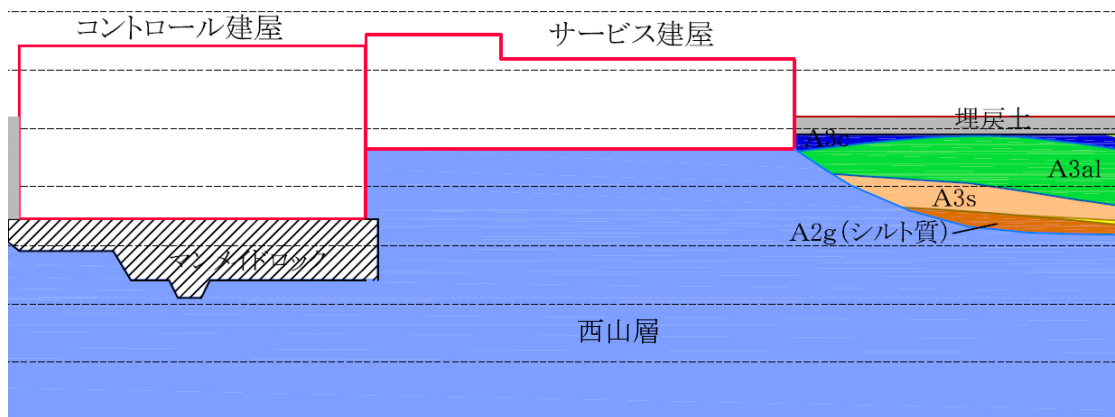 コントロール建屋
サービス建屋
埋戻土
A3c
A3al
A3s
A2g(シルト質)
マンメイドロック
西山層